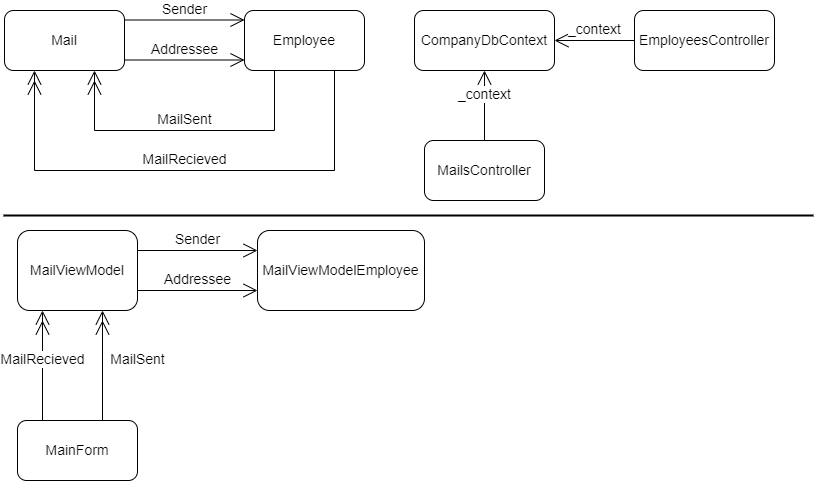 Sender
Mail
Employee
Addressee
MailSent
MailRecieved
CompanyDbContext
_context
EmployeesController
_context
MailsController
Sender
MailViewModel
MailViewModelEmployee
Addressee
MailRecieved
MailSent
MainForm